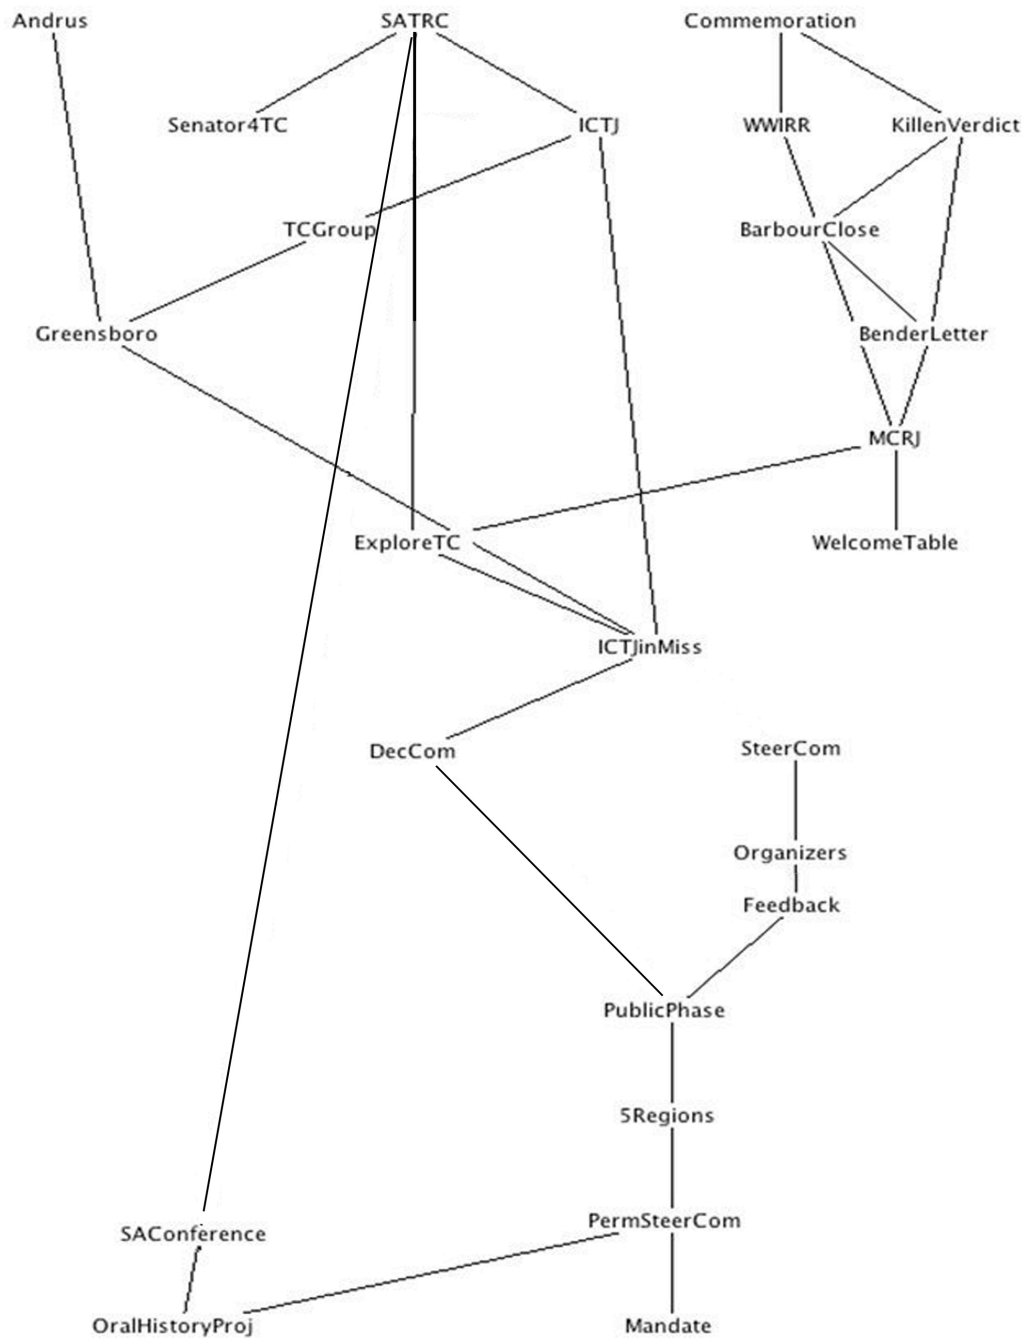 Andrus SATRC Commemoration
Senator4TC ICTJ WWIRR KillenVerdict
TCGroup BarbourClose
Greensboro BenderLetter
MCRJ
ExploreTC WelcomeTable
ICTJinMiss
DecCom SteerCom
Organizers
Feedback
PublicPhase
5Regions
PermSteerCom
SAConference
OralHistoryProj Mandate